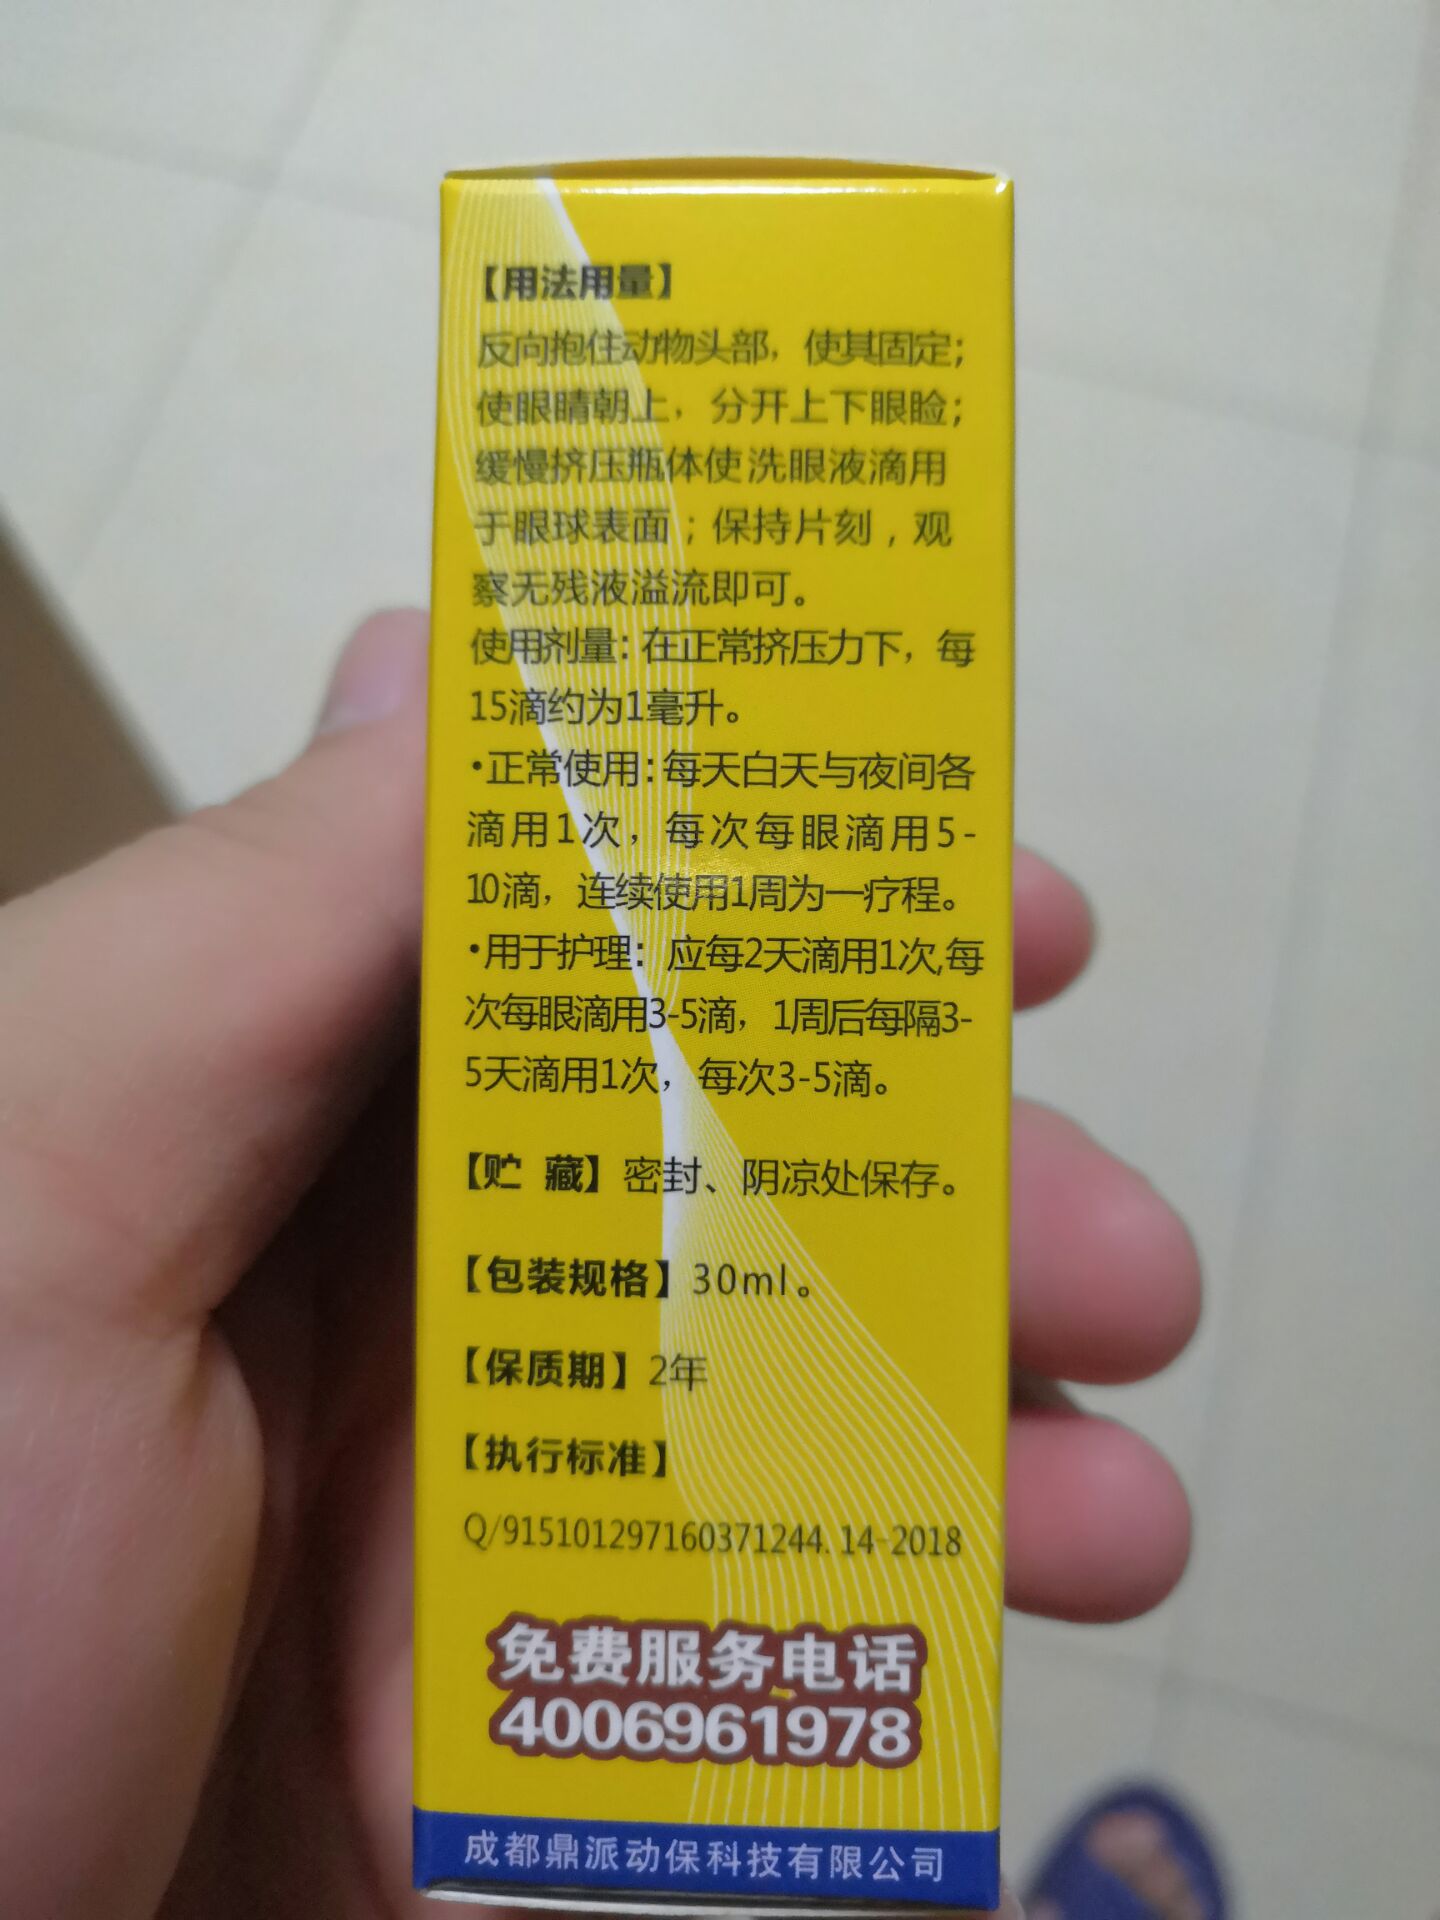 【用法用量】
反向抱住动物头部，使其固定；
使眼睛朝上，分开上下眼睑；
缓慢挤压瓶体使洗眼液滴用
于眼球表面；保持片刻，观
察无残液溢流即可。
使用剂量：在正常挤压力下，每
15滴约为1毫升。
•正常使用：每天白天与夜间各
滴用1次，每次每眼滴用5-
10滴，连续使用1周为一疗程。
•用于护理：应每2天滴用1次,每
次每眼滴用3-5滴，1周后每隔3-
5天滴用1次，每次3-5滴。
【贮 藏】密封、阴凉处保存。
【包装规格】30ml。
【保质期】2年
【执行标准】
Q/915101297160371244.14-2018
免费服务电话
4006961978
成都鼎派动保科技有限公司